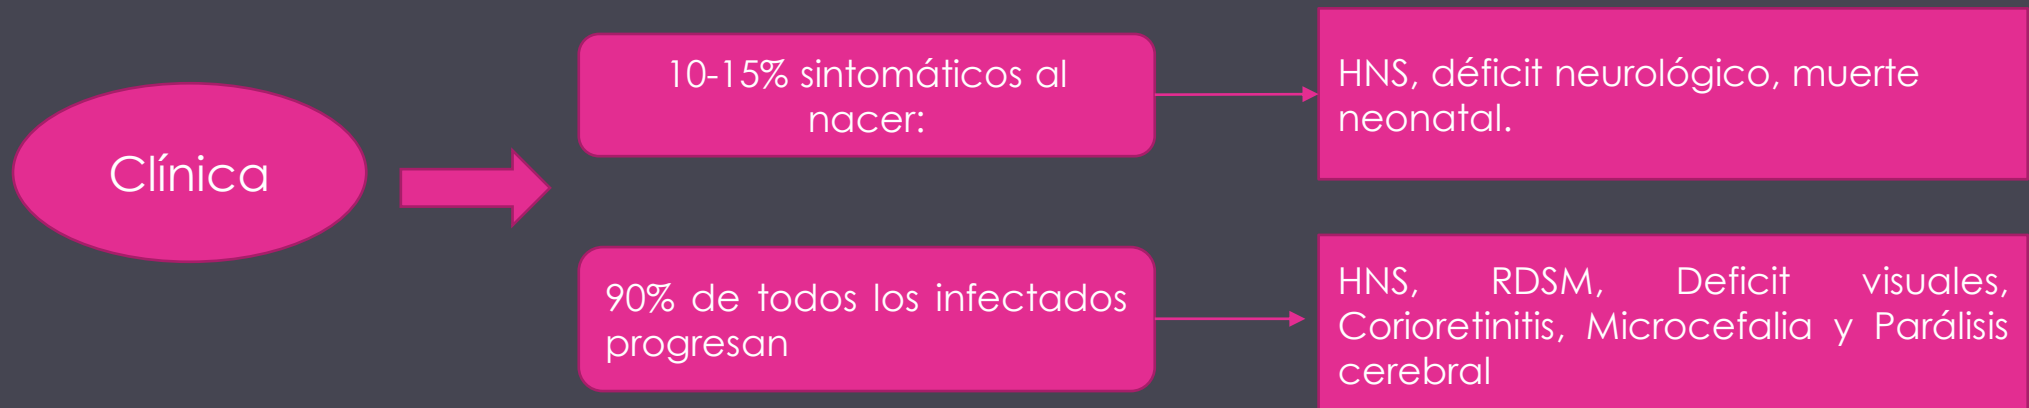 Clínica
10-15% sintomáticos al
nacer:
HNS, déficit neurológico, muerte
neonatal.
90% de todos los infectados
progresan
HNS, RDSM, Deficit visuales,
Corioretinitis, Microcefalia y Parálisis
cerebral